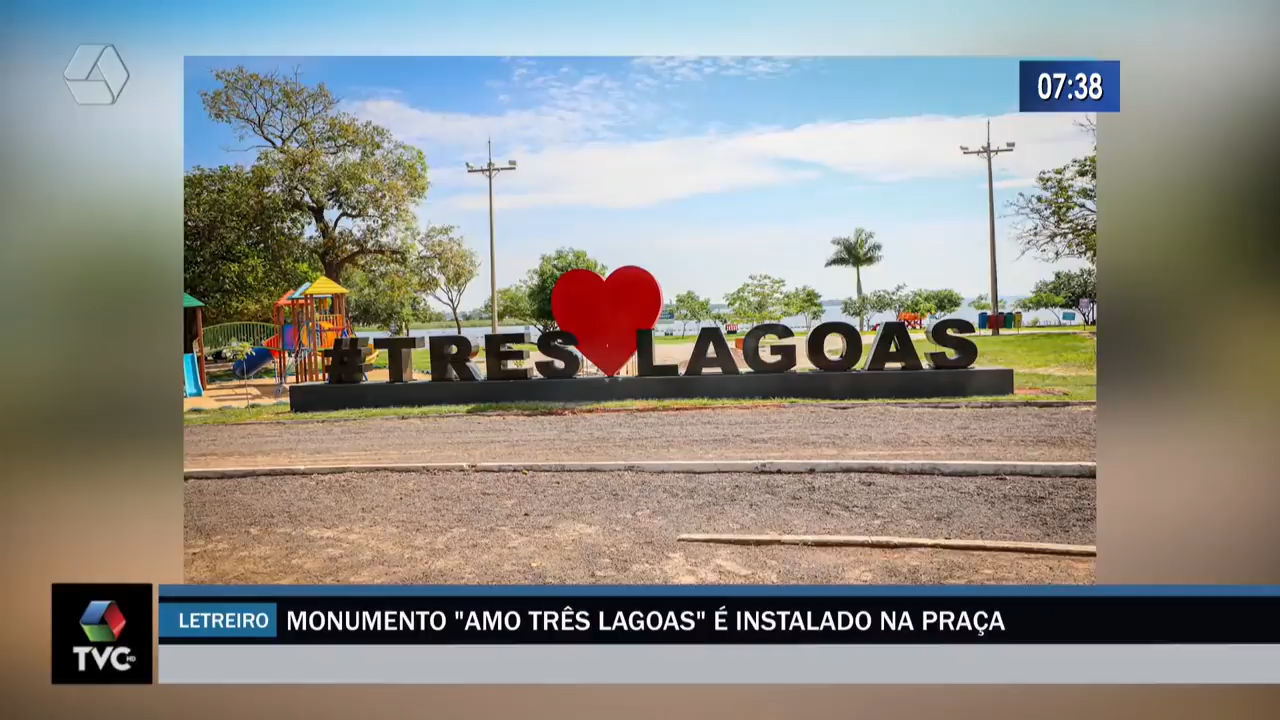 07:38
#TRES LAGOAS
LETREIRO MONUMENTO "AMO TRÊS LAGOAS" É INSTALADO NA PRAÇA
TVC HD